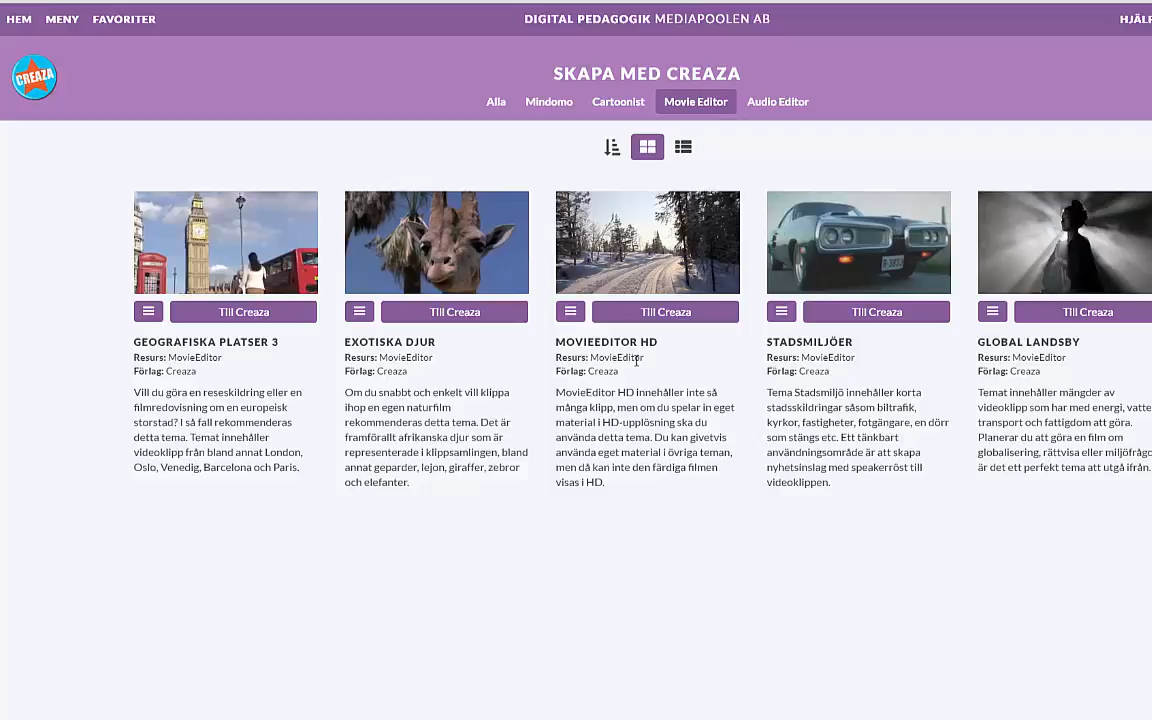 HEM MENY FAVORITER DIGITAL PEDAGOGIK MEDIAPOOLEN AB
CREAZA
SKAPA MED CREAZA
Alla Mindomo Cartoonist Movie Editor Audio Editor
Till Creaza
GEOGRAFISKA PLATSER 3
Resurs: MovieEditor
Förlag: Creaza
Vill du göra en reseskildring eller en
filmredovisning om en europeisk
storstad? I så fall rekommenderas
detta tema. Temat innehåller
videoklipp från bland annat London,
Oslo, Venedig, Barcelona och Paris.
Till Creaza
EXOTISKA DJUR
Resurs: MovieEditor
Förlag: Creaza
Om du snabbt och enkelt vill klippa
ihop en egen naturfilm
rekommenderas detta tema. Det är
framförallt afrikanska djur som är
representerade i klippsamlingen, bland
annat geparder, lejon, giraffer, zebror
och elefanter.
Till Creaza
MOVIEEDITOR HD
Resurs: MovieEditor
Förlag: Creaza
MovieEditor HD innehåller inte så
många klipp, men om du spelar in eget
material i HD-upplösning ska du
använda detta tema. Du kan givetvis
använda eget material i övriga teman,
men då kan inte den färdiga filmen
visas i HD.
Till Creaza
STADSMILJÖER
Resurs: MovieEditor
Förlag: Creaza
Tema Stadsmiljö innehåller korta
stadsskildringar såsom biltrafik,
kyrkor, fastigheter, fotgängare, en dörr
som stängs etc. Ett tänkbart
användningsområde är att skapa
nyhetsinslag med speakerröst till
videoklippen.
Till Creaza
GLOBAL LANDSBY
Resurs: MovieEditor
Förlag: Creaza
Temat innehåller mängder av
videoklipp som har med energi,
transport och fattigdom att göra.
Planerar du att göra en film om
globalisering, rättvisa eller
är det ett perfekt tema att utgå ifrån.